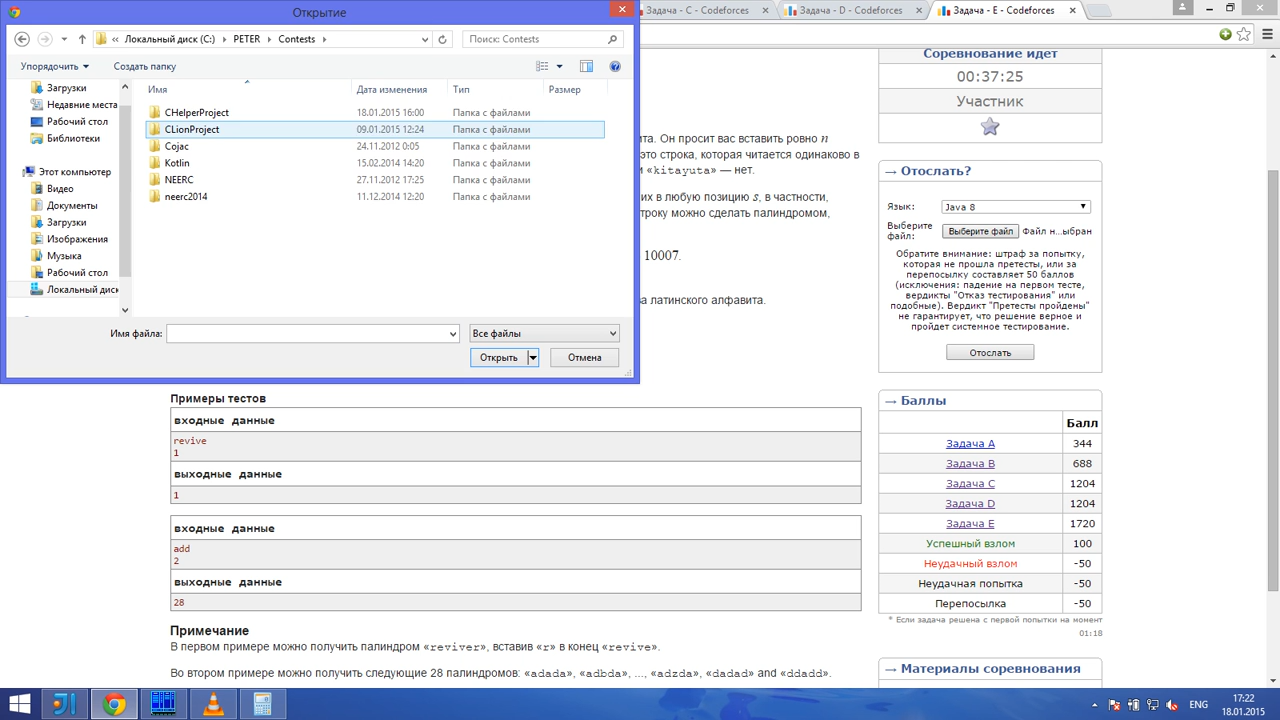 Открытие
Задача - C - Codeforces
Задача - D - Codeforces
Задача - E - Codeforces
Локальный диск (C:)
PETER
Contests
Поиск: Contests
Упорядочить
Создать папку
Загрузки
Недавние места
Рабочий стол
Библиотеки
Этот компьютер
Видео
Документы
Загрузки
Изображения
Музыка
Рабочий стол
Локальный диск
Имя
Дата изменения
Тип
Размер
CHelperProject 18.01.2015 16:00 Папка с файлами
CLionProject 09.01.2015 12:24 Папка с файлами
Cojac 24.11.2012 0:05 Папка с файлами
Kotlin 15.02.2014 14:20 Папка с файлами
NEERC 27.11.2012 17:25 Папка с файлами
neerc2014 11.12.2014 12:20 Папка с файлами
Имя файла:
Все файлы
Открыть
Отмена
ита. Он просит вас вставить ровно n
это строка, которая читается одинаково в
и «kitayuta» — нет.
их в любую позицию s, в частности,
троку можно сделать палиндромом,
10007.
а латинского алфавита.
Примеры тестов
входные данные
revive
1
выходные данные
1
входные данные
add
2
выходные данные
28
Примечание
В первом примере можно получить палиндром «reviver», вставив «r» в конец «revive».
Во втором примере можно получить следующие 28 палиндромов: «adada», «adbda», ..., «adzda», «dadad» and «ddadd».
Соревнование идет
00:37:25
Участник
→ Отослать?
Язык:
Java 8
Выберите файл:
Выберите файл
Файл н...ыбран
Обратите внимание: штраф за попытку,
которая не прошла претесты, или за
перепосылку составляет 50 баллов
(исключения: падение на первом тесте,
вердикты "Отказ тестирования" или
подобные). Вердикт "Претесты пройдены"
не гарантирует, что решение верное и
пройдет системное тестирование.
Отослать
→ Баллы
Балл
Задача A 344
Задача B 688
Задача C 1204
Задача D 1204
Задача E 1720
Успешный взлом 100
Неудачный взлом -50
Неудачная попытка -50
Перепосылка -50
* Если задача решена с первой попытки на момент
01:18
→ Материалы соревнования
ENG
17:22
18.01.2015